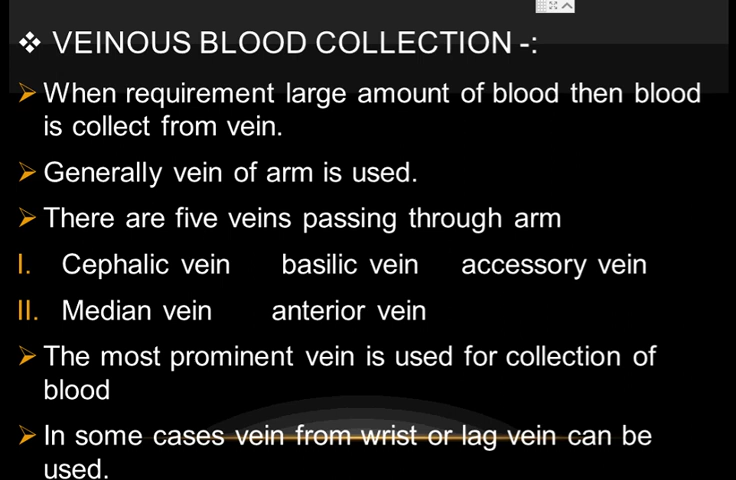 ❖ VEINOUS BLOOD COLLECTION -:
➢ When requirement large amount of blood then blood
is collect from vein.
➢ Generally vein of arm is used.
➢ There are five veins passing through arm
I. Cephalic vein basilic vein accessory vein
II. Median vein anterior vein
➢ The most prominent vein is used for collection of
blood
➢ In some cases vein from wrist or lag vein can be
used.